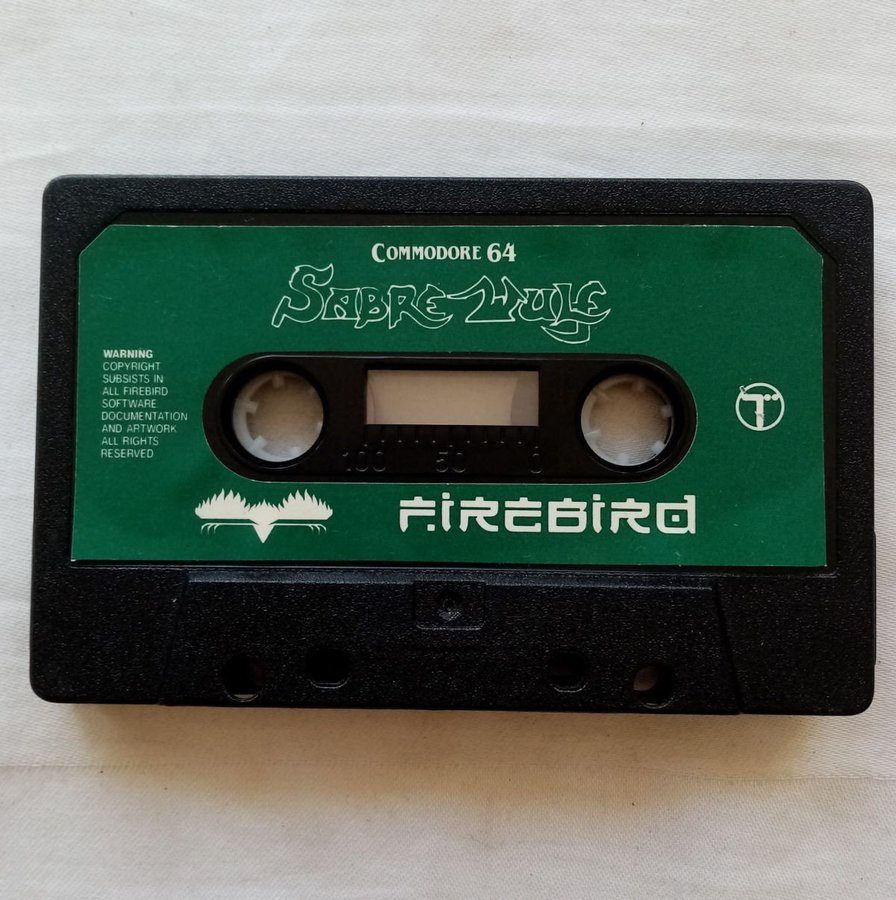 COMMODORE 64
SABRE WULF
WARNING
COPYRIGHT
SUBSISTS IN
ALL FIREBIRD
SOFTWARE
DOCUMENTATION
AND ARTWORK
ALL RIGHTS
RESERVED
100 50 0
FIREBIRD